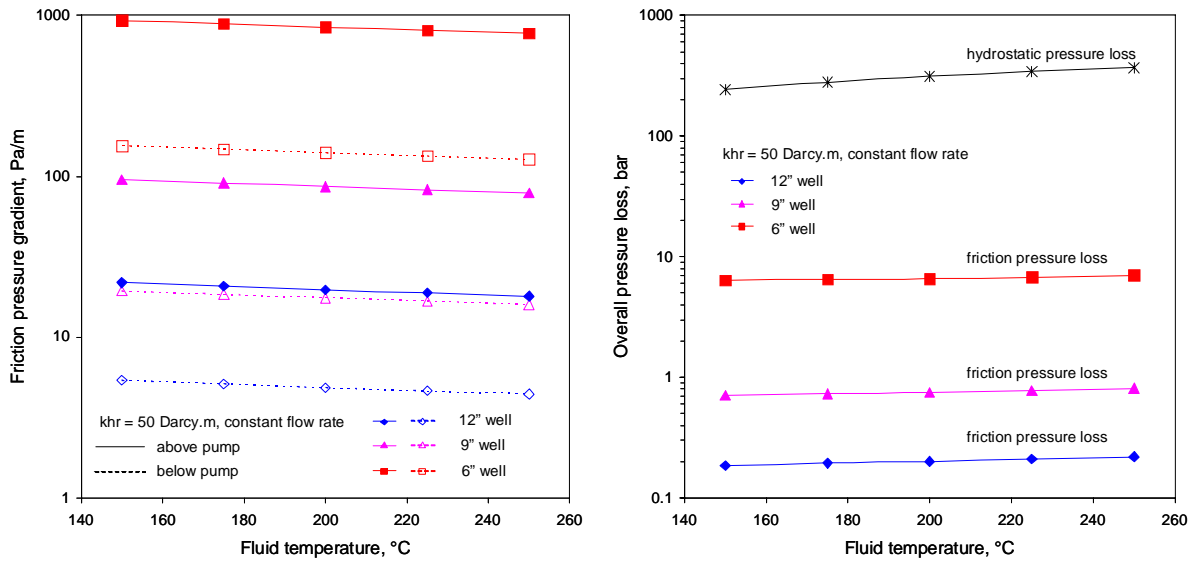 1000
100
10
1
Friction pressure gradient, Pa/m
khr = 50 Darcy.m, constant flow rate
above pump
below pump
12” well
9” well
6” well
140 160 180 200 220 240 260
Fluid temperature, °C
1000
100
10
1
0.1
Overall pressure loss, bar
hydrostatic pressure loss
khr = 50 Darcy.m, constant flow rate
12” well
9” well
6” well
friction pressure loss
friction pressure loss
friction pressure loss
140 160 180 200 220 240 260
Fluid temperature, °C